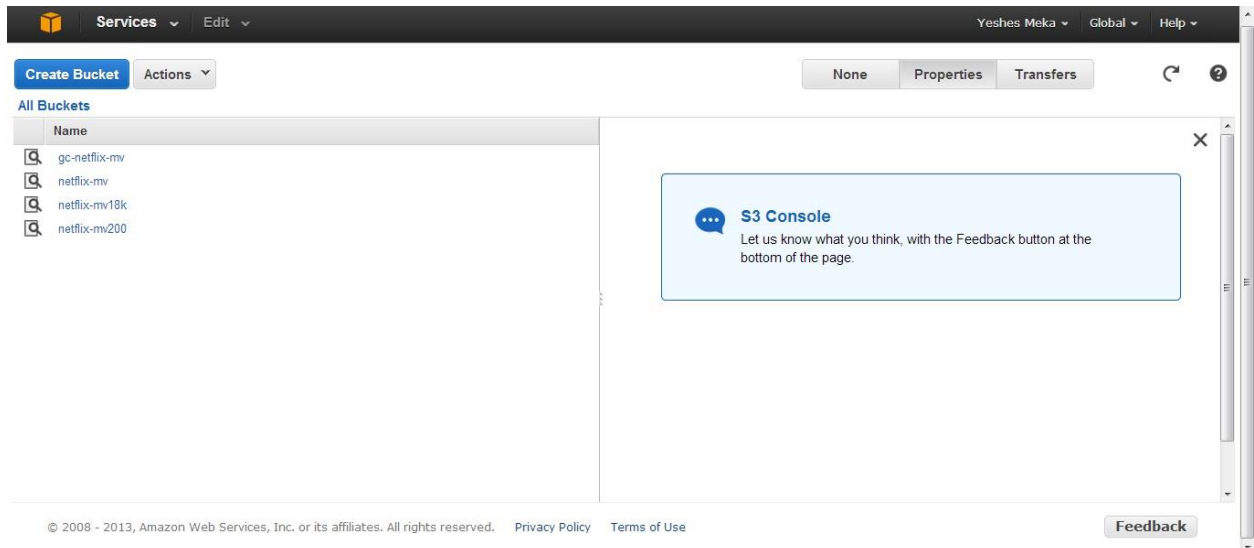 Services Edit Yeshes Meka Global Help
Create Bucket Actions None Properties Transfers
All Buckets
Name
gc-netflix-mv
netflix-mv
netflix-mv18k
netflix-mv200
S3 Console
Let us know what you think, with the Feedback button at the
bottom of the page.
© 2008 - 2013, Amazon Web Services, Inc. or its affiliates. All rights reserved. Privacy Policy Terms of Use Feedback